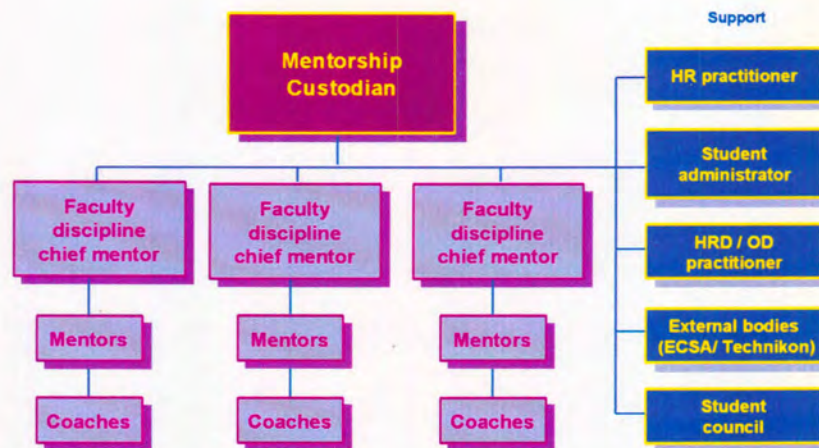 Support
Mentorship
Custodian
HR practitioner
Student
administrator
Faculty
discipline
chief mentor
Faculty
discipline
chief mentor
Faculty
discipline
chief mentor
HRD / OD
practitioner
Mentors
Mentors
Mentors
External bodies
(ECSA/ Technikon)
Coaches
Coaches
Coaches
Student
council